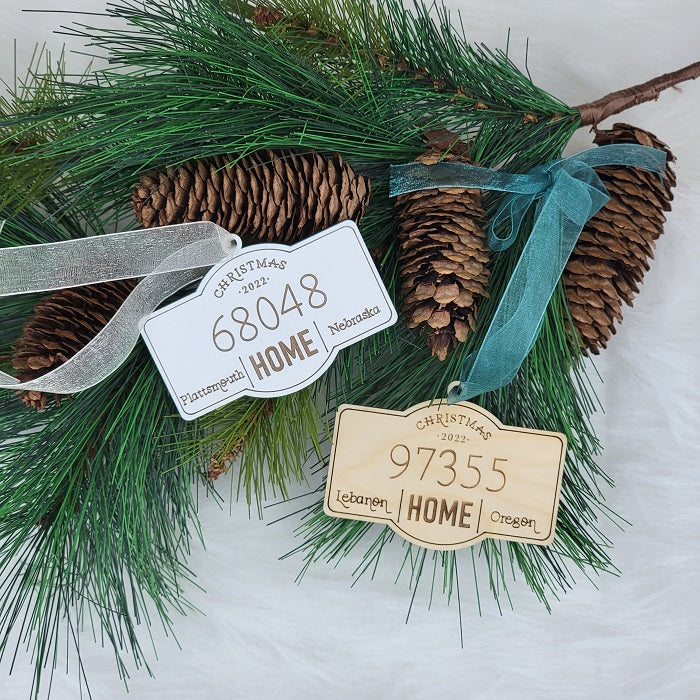 CHRISTMAS
·2022·
68048
Plattsmouth | HOME | Nebraska
CHRISTMAS
·2022·
97355
Lebanon | HOME | Oregon